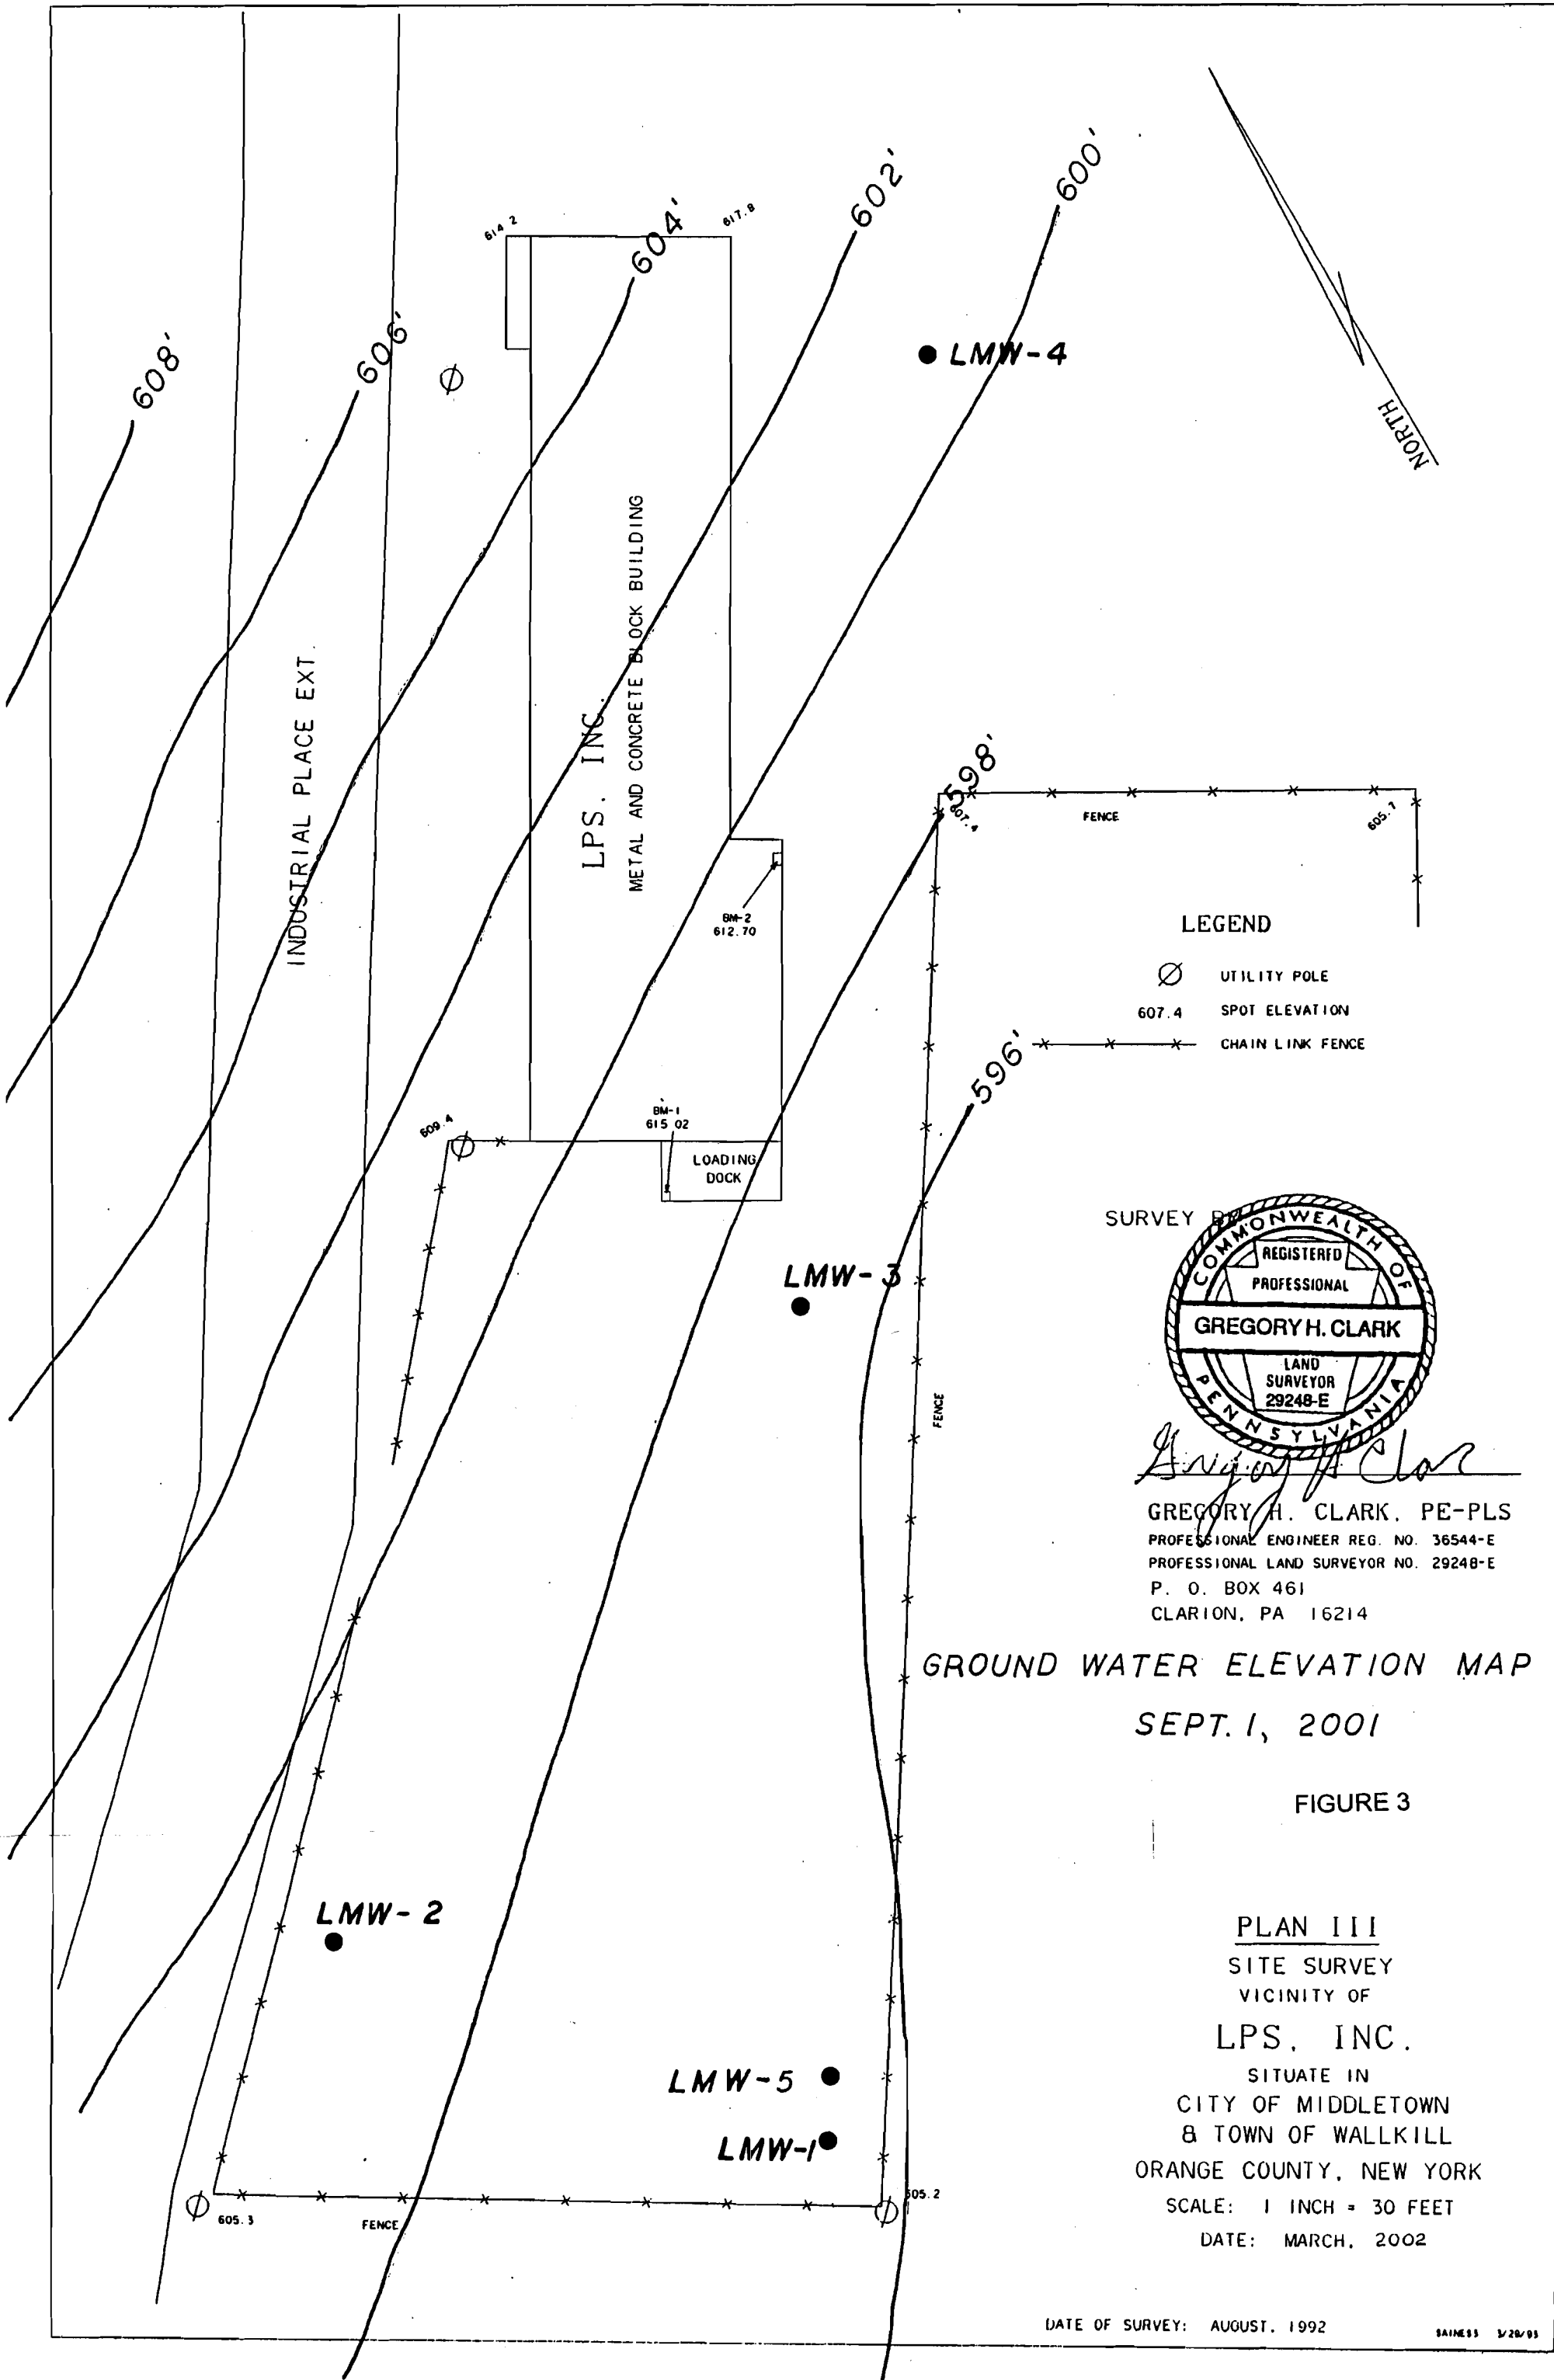 600'
602'
604'
614.2
617.8
606'
608'
LMW-4
NORTH
INDUSTRIAL PLACE EXT.
LPS. INC.
METAL AND CONCRETE BLOCK BUILDING
598'
607.4
FENCE
605.7
BM-2
612.70
LEGEND
UTILITY POLE
607.4 SPOT ELEVATION
CHAIN LINK FENCE
596'
609.4
BM-1
615.02
LOADING
DOCK
SURVEY BY
COMMONWEALTH OF
REGISTERED
PROFESSIONAL
GREGORY H. CLARK
LAND
SURVEYOR
29248-E
PENNSYLVANIA
LMW-3
FENCE
Gregory H Clark
GREGORY H. CLARK, PE-PLS
PROFESSIONAL ENGINEER REG. NO. 36544-E
PROFESSIONAL LAND SURVEYOR NO. 29248-E
P. O. BOX 461
CLARION, PA 16214
GROUND WATER ELEVATION MAP
SEPT. 1, 2001
FIGURE 3
LMW-2
PLAN III
SITE SURVEY
VICINITY OF
LPS, INC.
SITUATE IN
CITY OF MIDDLETOWN
& TOWN OF WALLKILL
ORANGE COUNTY, NEW YORK
SCALE: 1 INCH = 30 FEET
DATE: MARCH, 2002
LMW-5
LMW-1
605.3
FENCE
605.2
DATE OF SURVEY: AUGUST, 1992